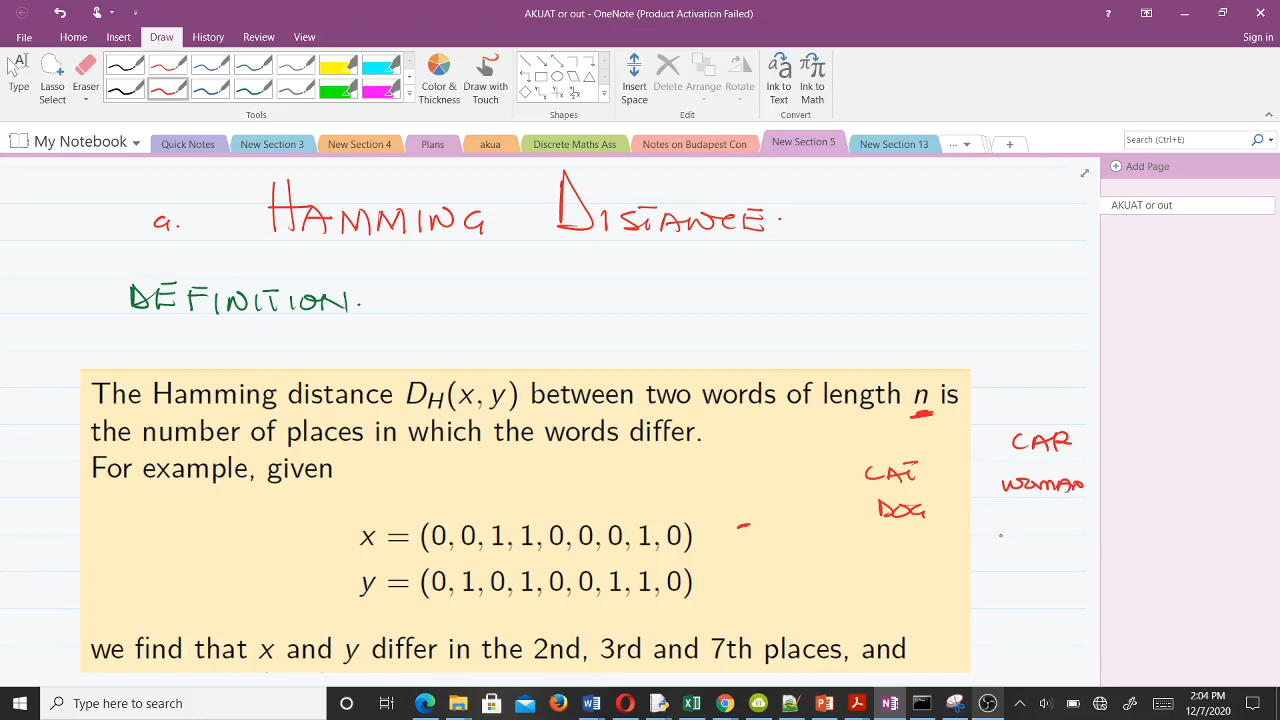 AKUAT or out - OneNote (Product Activation Failed)
File Home Insert Draw History Review View Sign in
Type Lasso Select Eraser Color & Thickness Draw with Touch Insert Space Delete Arrange Rotate Ink to Text Ink to Math
Tools Shapes Edit Convert
My Notebook Quick Notes New Section 3 New Section 4 Plans akua Discrete Maths Ass Notes on Budapest Con New Section 5 New Section 13 ... Search (Ctrl+E)
Add Page
AKUAT or out
a. HAMMING DISTANCE.
DEFINITION.
The Hamming distance D_H(x, y) between two words of length n is
the number of places in which the words differ.
For example, given
CAT
DOG
CAR
WOMAN
x = (0, 0, 1, 1, 0, 0, 0, 1, 0)
y = (0, 1, 0, 1, 0, 0, 1, 1, 0)
we find that x and y differ in the 2nd, 3rd and 7th places, and
Type here to search
2:04 PM
12/7/2020